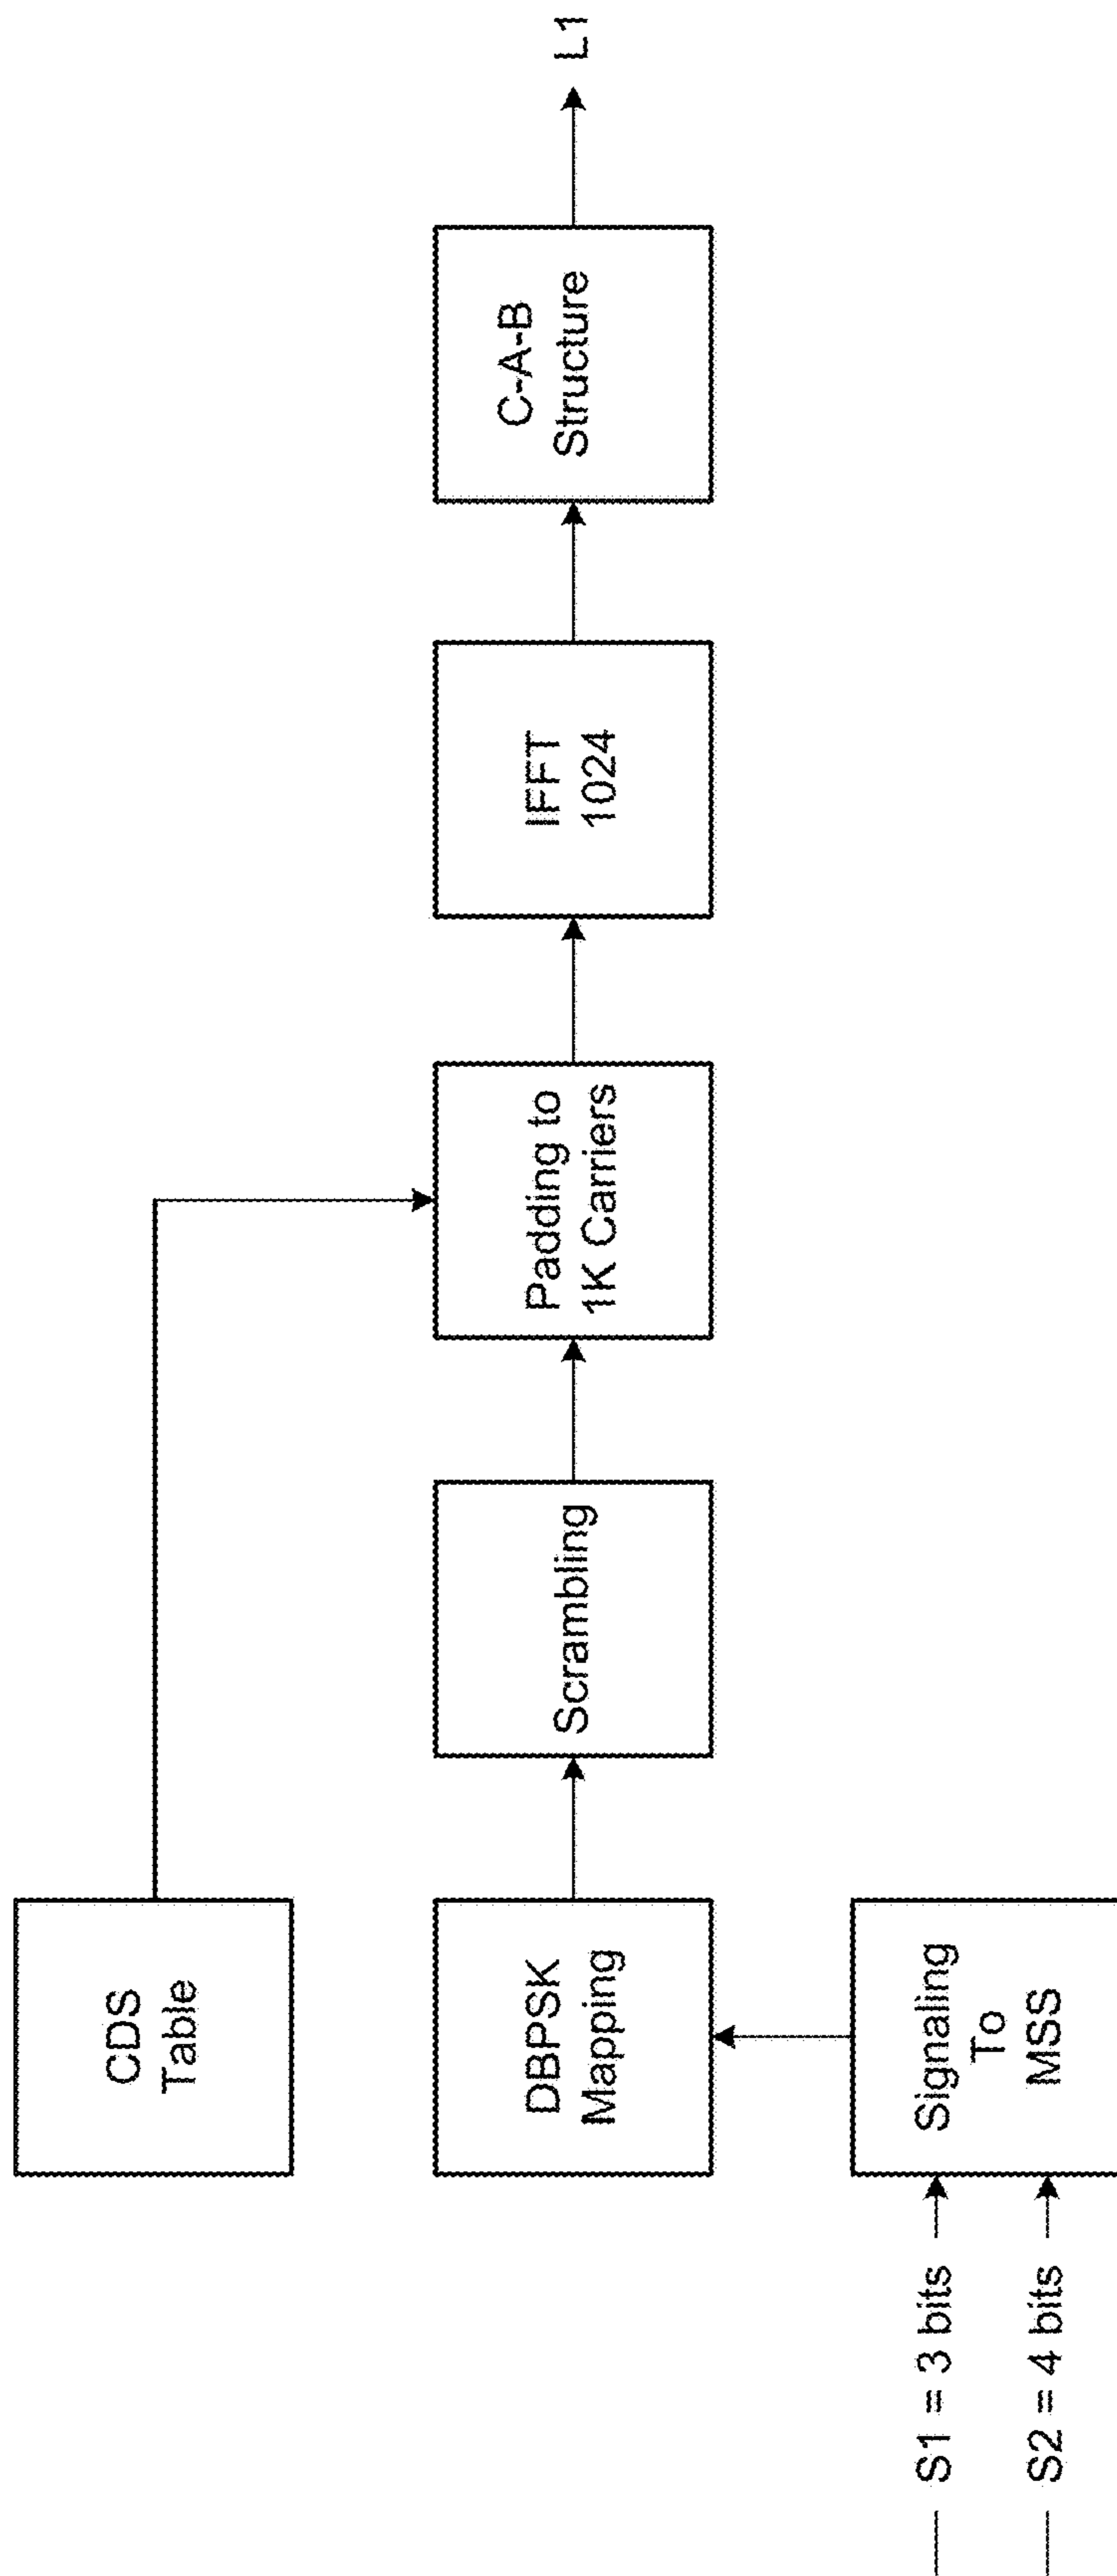 CDS
Table
DBPSK
Mapping
Scrambling
Padding to
1K Carriers
IFFT
1024
C-A-B
Structure
L1
S1 = 3 bits
S2 = 4 bits
Signaling
To
MSS